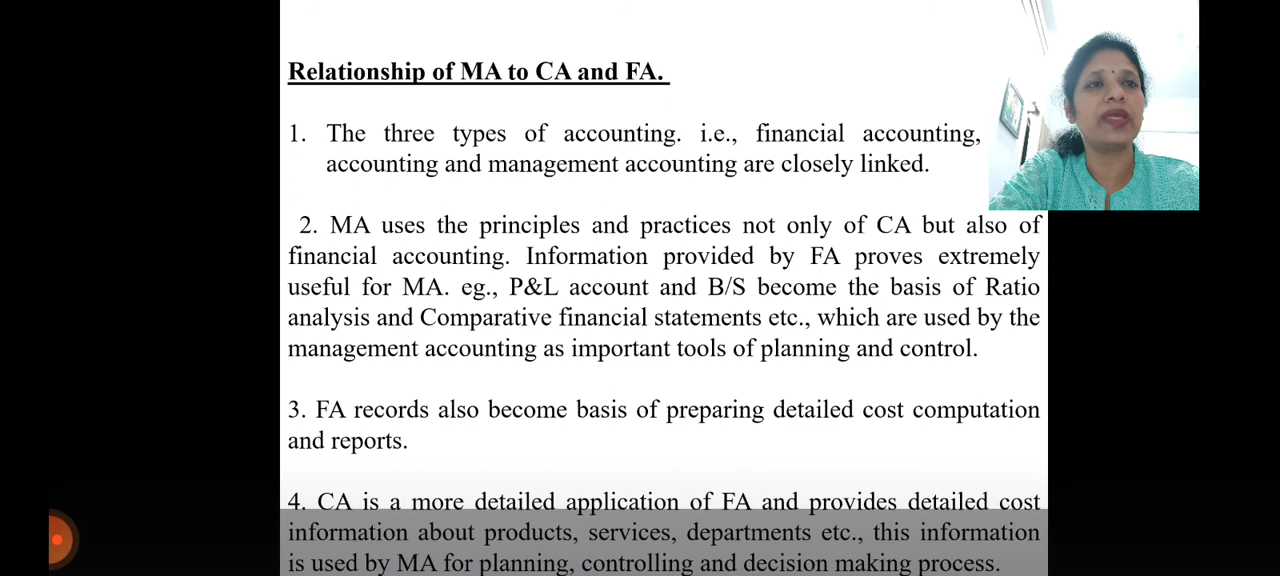 Relationship of MA to CA and FA.
1. The three types of accounting. i.e., financial accounting,
accounting and management accounting are closely linked.
2. MA uses the principles and practices not only of CA but also of
financial accounting. Information provided by FA proves extremely
useful for MA. eg., P&L account and B/S become the basis of Ratio
analysis and Comparative financial statements etc., which are used by the
management accounting as important tools of planning and control.
3. FA records also become basis of preparing detailed cost computation
and reports.
4. CA is a more detailed application of FA and provides detailed cost
information about products, services, departments etc., this information
is used by MA for planning, controlling and decision making process.